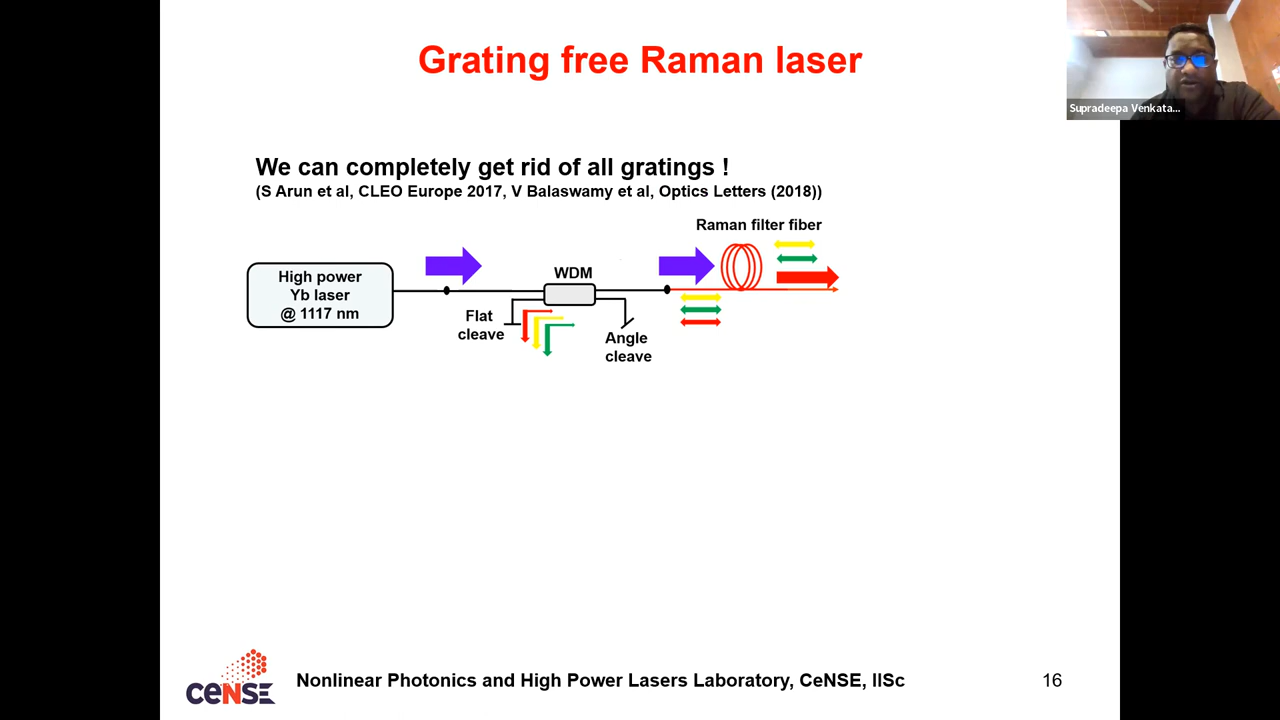 Grating free Raman laser
Supradeepa Venkata...
We can completely get rid of all gratings !
(S Arun et al, CLEO Europe 2017, V Balaswamy et al, Optics Letters (2018))
Raman filter fiber
High power
Yb laser
@ 1117 nm
WDM
Flat
cleave
Angle
cleave
ceNSE
Nonlinear Photonics and High Power Lasers Laboratory, CeNSE, IISc
16